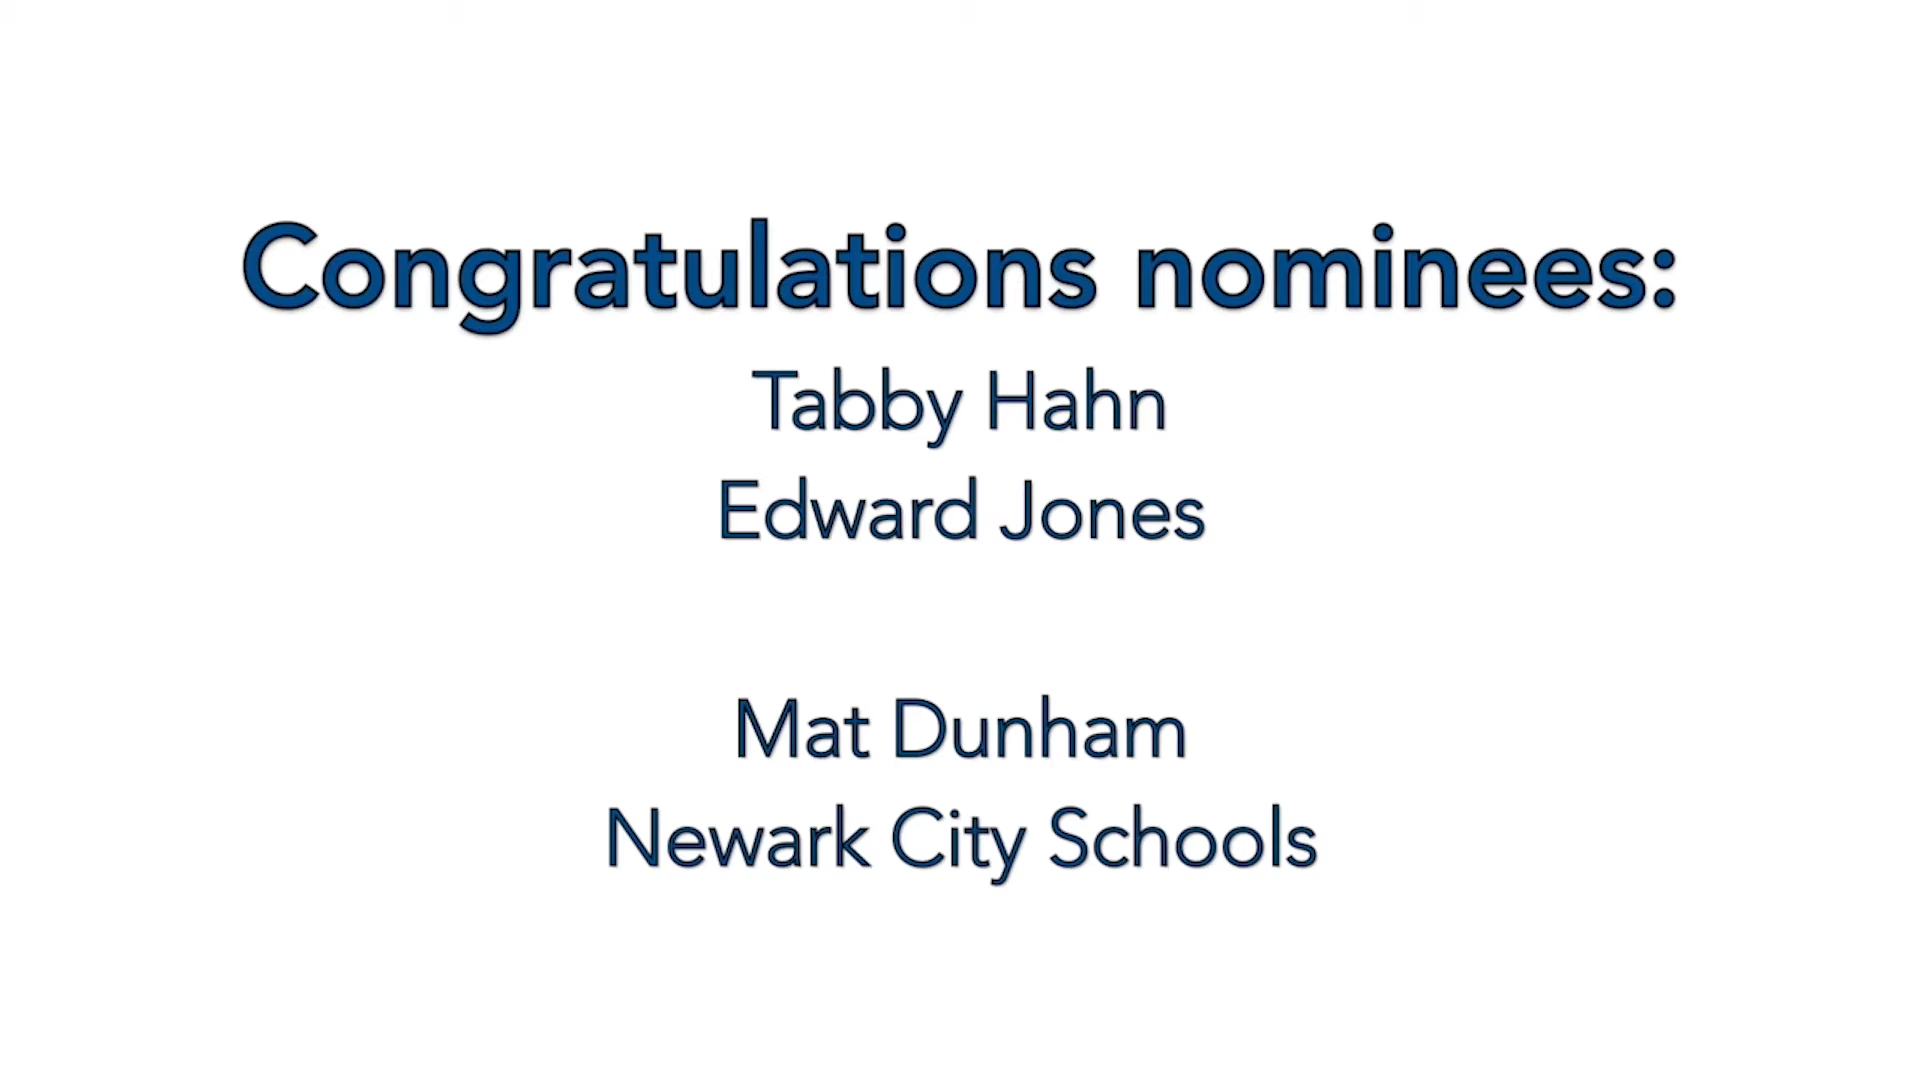 Congratulations nominees:
Tabby Hahn
Edward Jones
Mat Dunham
Newark City Schools